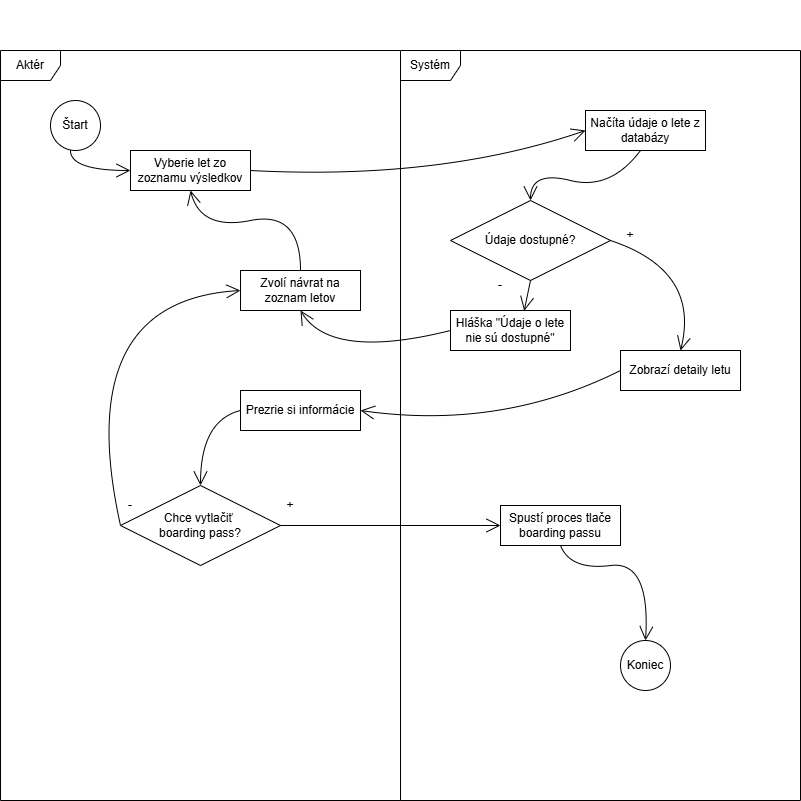 Aktér
Systém
Štart
Vyberie let zo
zoznamu výsledkov
Načíta údaje o lete z
databázy
Údaje dostupné?
+
-
Zvolí návrat na
zoznam letov
Hláška "Údaje o lete
nie sú dostupné"
Zobrazí detaily letu
Prezrie si informácie
-
+
Chce vytlačiť
boarding pass?
Spustí proces tlače
boarding passu
Koniec